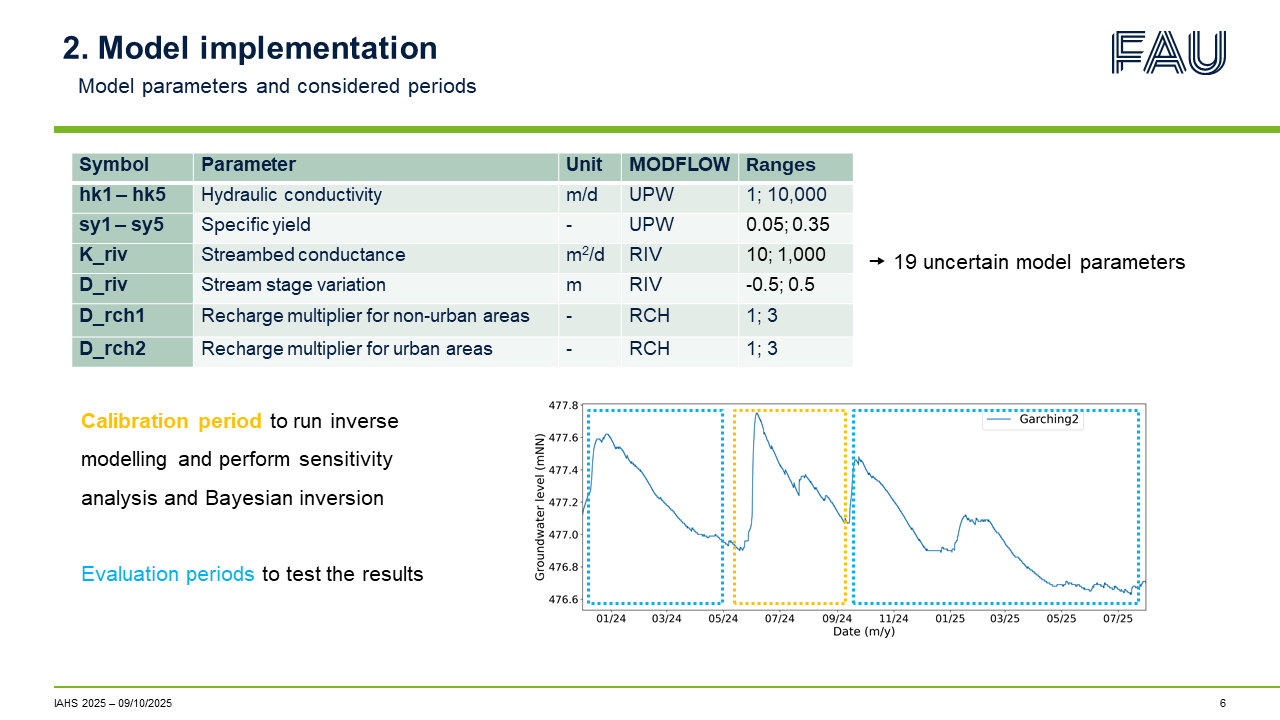 2. Model implementation
Model parameters and considered periods
FAU
Symbol Parameter Unit MODFLOW Ranges
hk1 – hk5 Hydraulic conductivity m/d UPW 1; 10,000
sy1 – sy5 Specific yield - UPW 0.05; 0.35
K_riv Streambed conductance m²/d RIV 10; 1,000
D_riv Stream stage variation m RIV -0.5; 0.5
D_rch1 Recharge multiplier for non-urban areas - RCH 1; 3
D_rch2 Recharge multiplier for urban areas - RCH 1; 3
→ 19 uncertain model parameters
Calibration period to run inverse
modelling and perform sensitivity
analysis and Bayesian inversion
Evaluation periods to test the results
Groundwater level (mNN)
477.8
477.6
477.4
477.2
477.0
476.8
476.6
Garching2
01/24 03/24 05/24 07/24 09/24 11/24 01/25 03/25 05/25 07/25
Date (m/y)
IAHS 2025 – 09/10/2025
6